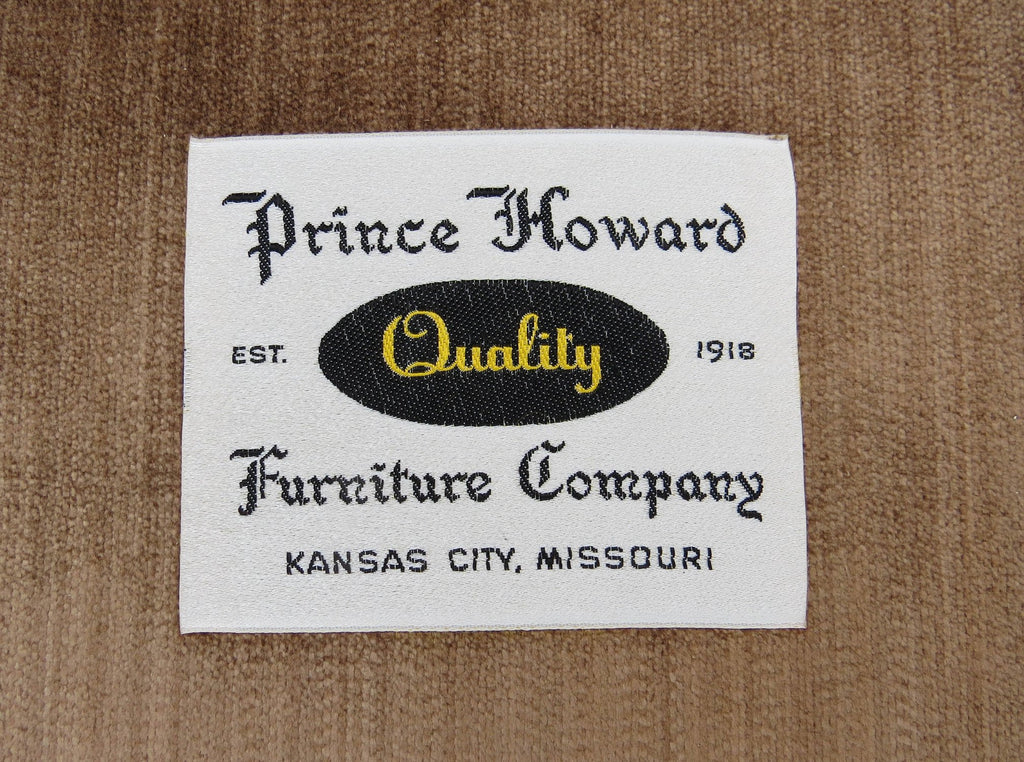 Prince Howard
EST. Quality 1918
Furniture Company
KANSAS CITY, MISSOURI